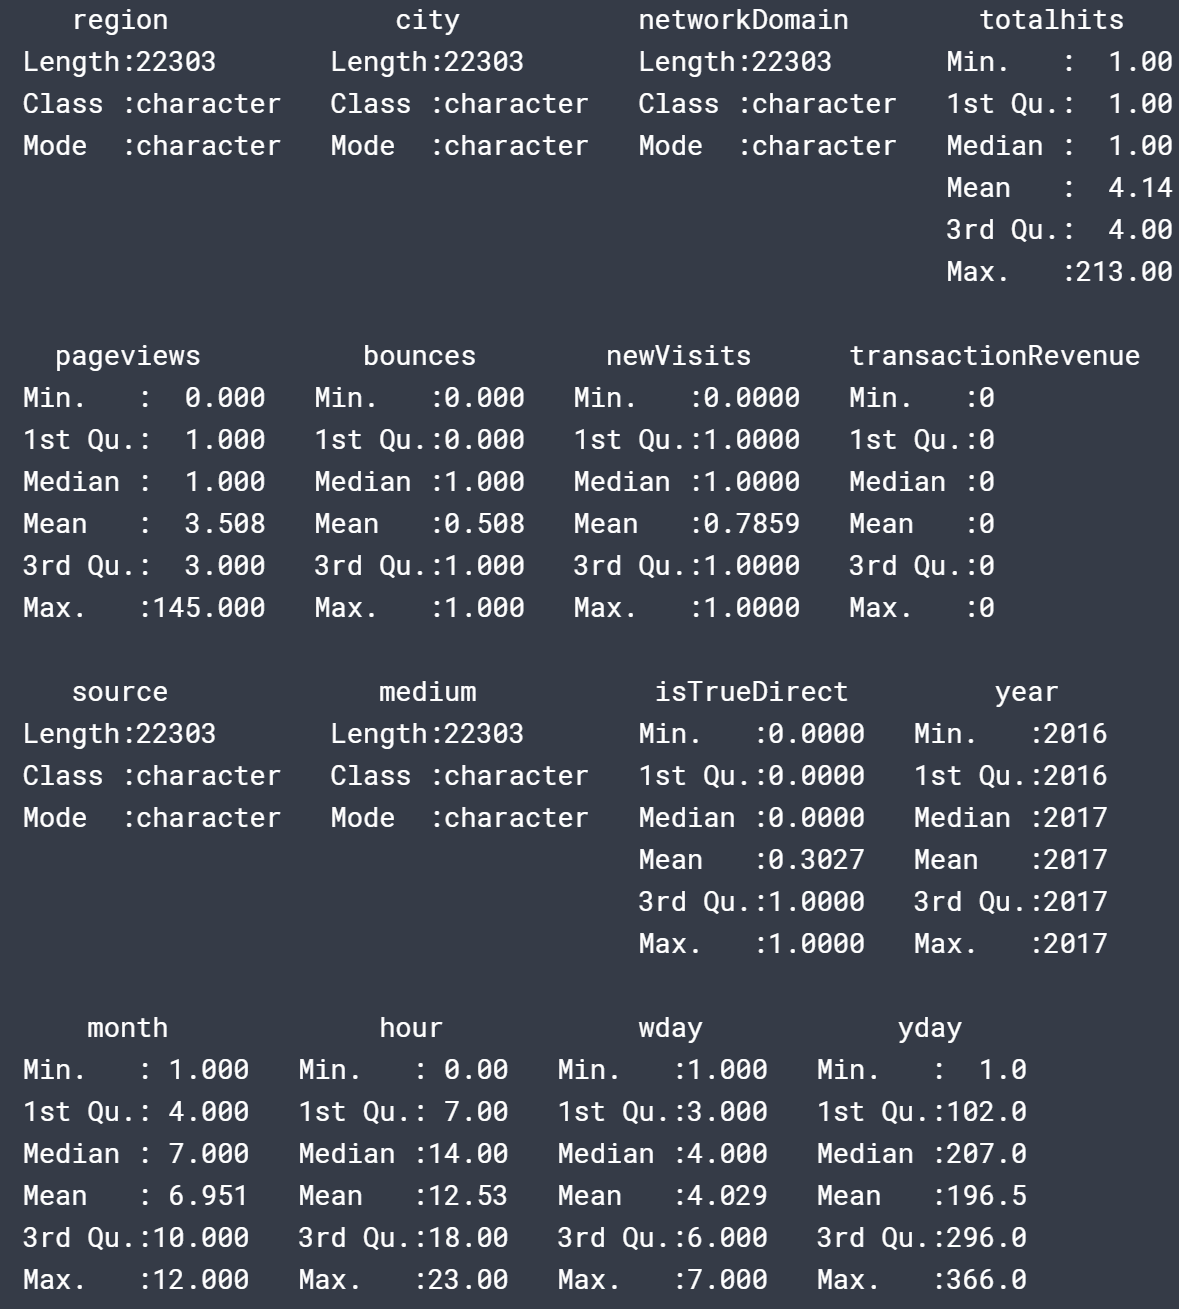 region city networkDomain totalhits
Length:22303 Length:22303 Length:22303 Min. : 1.00
Class :character Class :character Class :character 1st Qu.: 1.00
Mode :character Mode :character Mode :character Median : 1.00
Mean : 4.14
3rd Qu.: 4.00
Max. :213.00
pageviews bounces newVisits transactionRevenue
Min. : 0.000 Min. :0.000 Min. :0.0000 Min. :0
1st Qu.: 1.000 1st Qu.:0.000 1st Qu.:1.0000 1st Qu.:0
Median : 1.000 Median :1.000 Median :1.0000 Median :0
Mean : 3.508 Mean :0.508 Mean :0.7859 Mean :0
3rd Qu.: 3.000 3rd Qu.:1.000 3rd Qu.:1.0000 3rd Qu.:0
Max. :145.000 Max. :1.000 Max. :1.0000 Max. :0
source medium isTrueDirect year
Length:22303 Length:22303 Min. :0.0000 Min. :2016
Class :character Class :character 1st Qu.:0.0000 1st Qu.:2016
Mode :character Mode :character Median :0.0000 Median :2017
Mean :0.3027 Mean :2017
3rd Qu.:1.0000 3rd Qu.:2017
Max. :1.0000 Max. :2017
month hour wday yday
Min. : 1.000 Min. : 0.00 Min. :1.000 Min. : 1.0
1st Qu.: 4.000 1st Qu.: 7.00 1st Qu.:3.000 1st Qu.:102.0
Median : 7.000 Median :14.00 Median :4.000 Median :207.0
Mean : 6.951 Mean :12.53 Mean :4.029 Mean :196.5
3rd Qu.:10.000 3rd Qu.:18.00 3rd Qu.:6.000 3rd Qu.:296.0
Max. :12.000 Max. :23.00 Max. :7.000 Max. :366.0